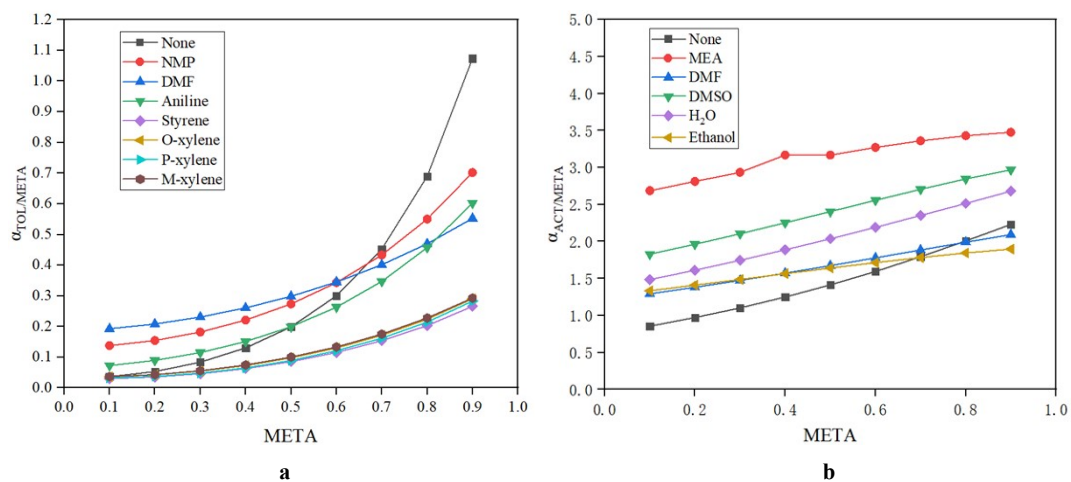 1.2
1.1
1.0
0.9
0.8
0.7
0.6
0.5
0.4
0.3
0.2
0.1
0.0
α_TOL/META
None
NMP
DMF
Aniline
Styrene
O-xylene
P-xylene
M-xylene
0.0 0.1 0.2 0.3 0.4 0.5 0.6 0.7 0.8 0.9 1.0
META
a
5.0
4.5
4.0
3.5
3.0
2.5
2.0
1.5
1.0
0.5
0.0
α_ACT/META
None
MEA
DMF
DMSO
H₂O
Ethanol
0.0 0.2 0.4 0.6 0.8 1.0
META
b